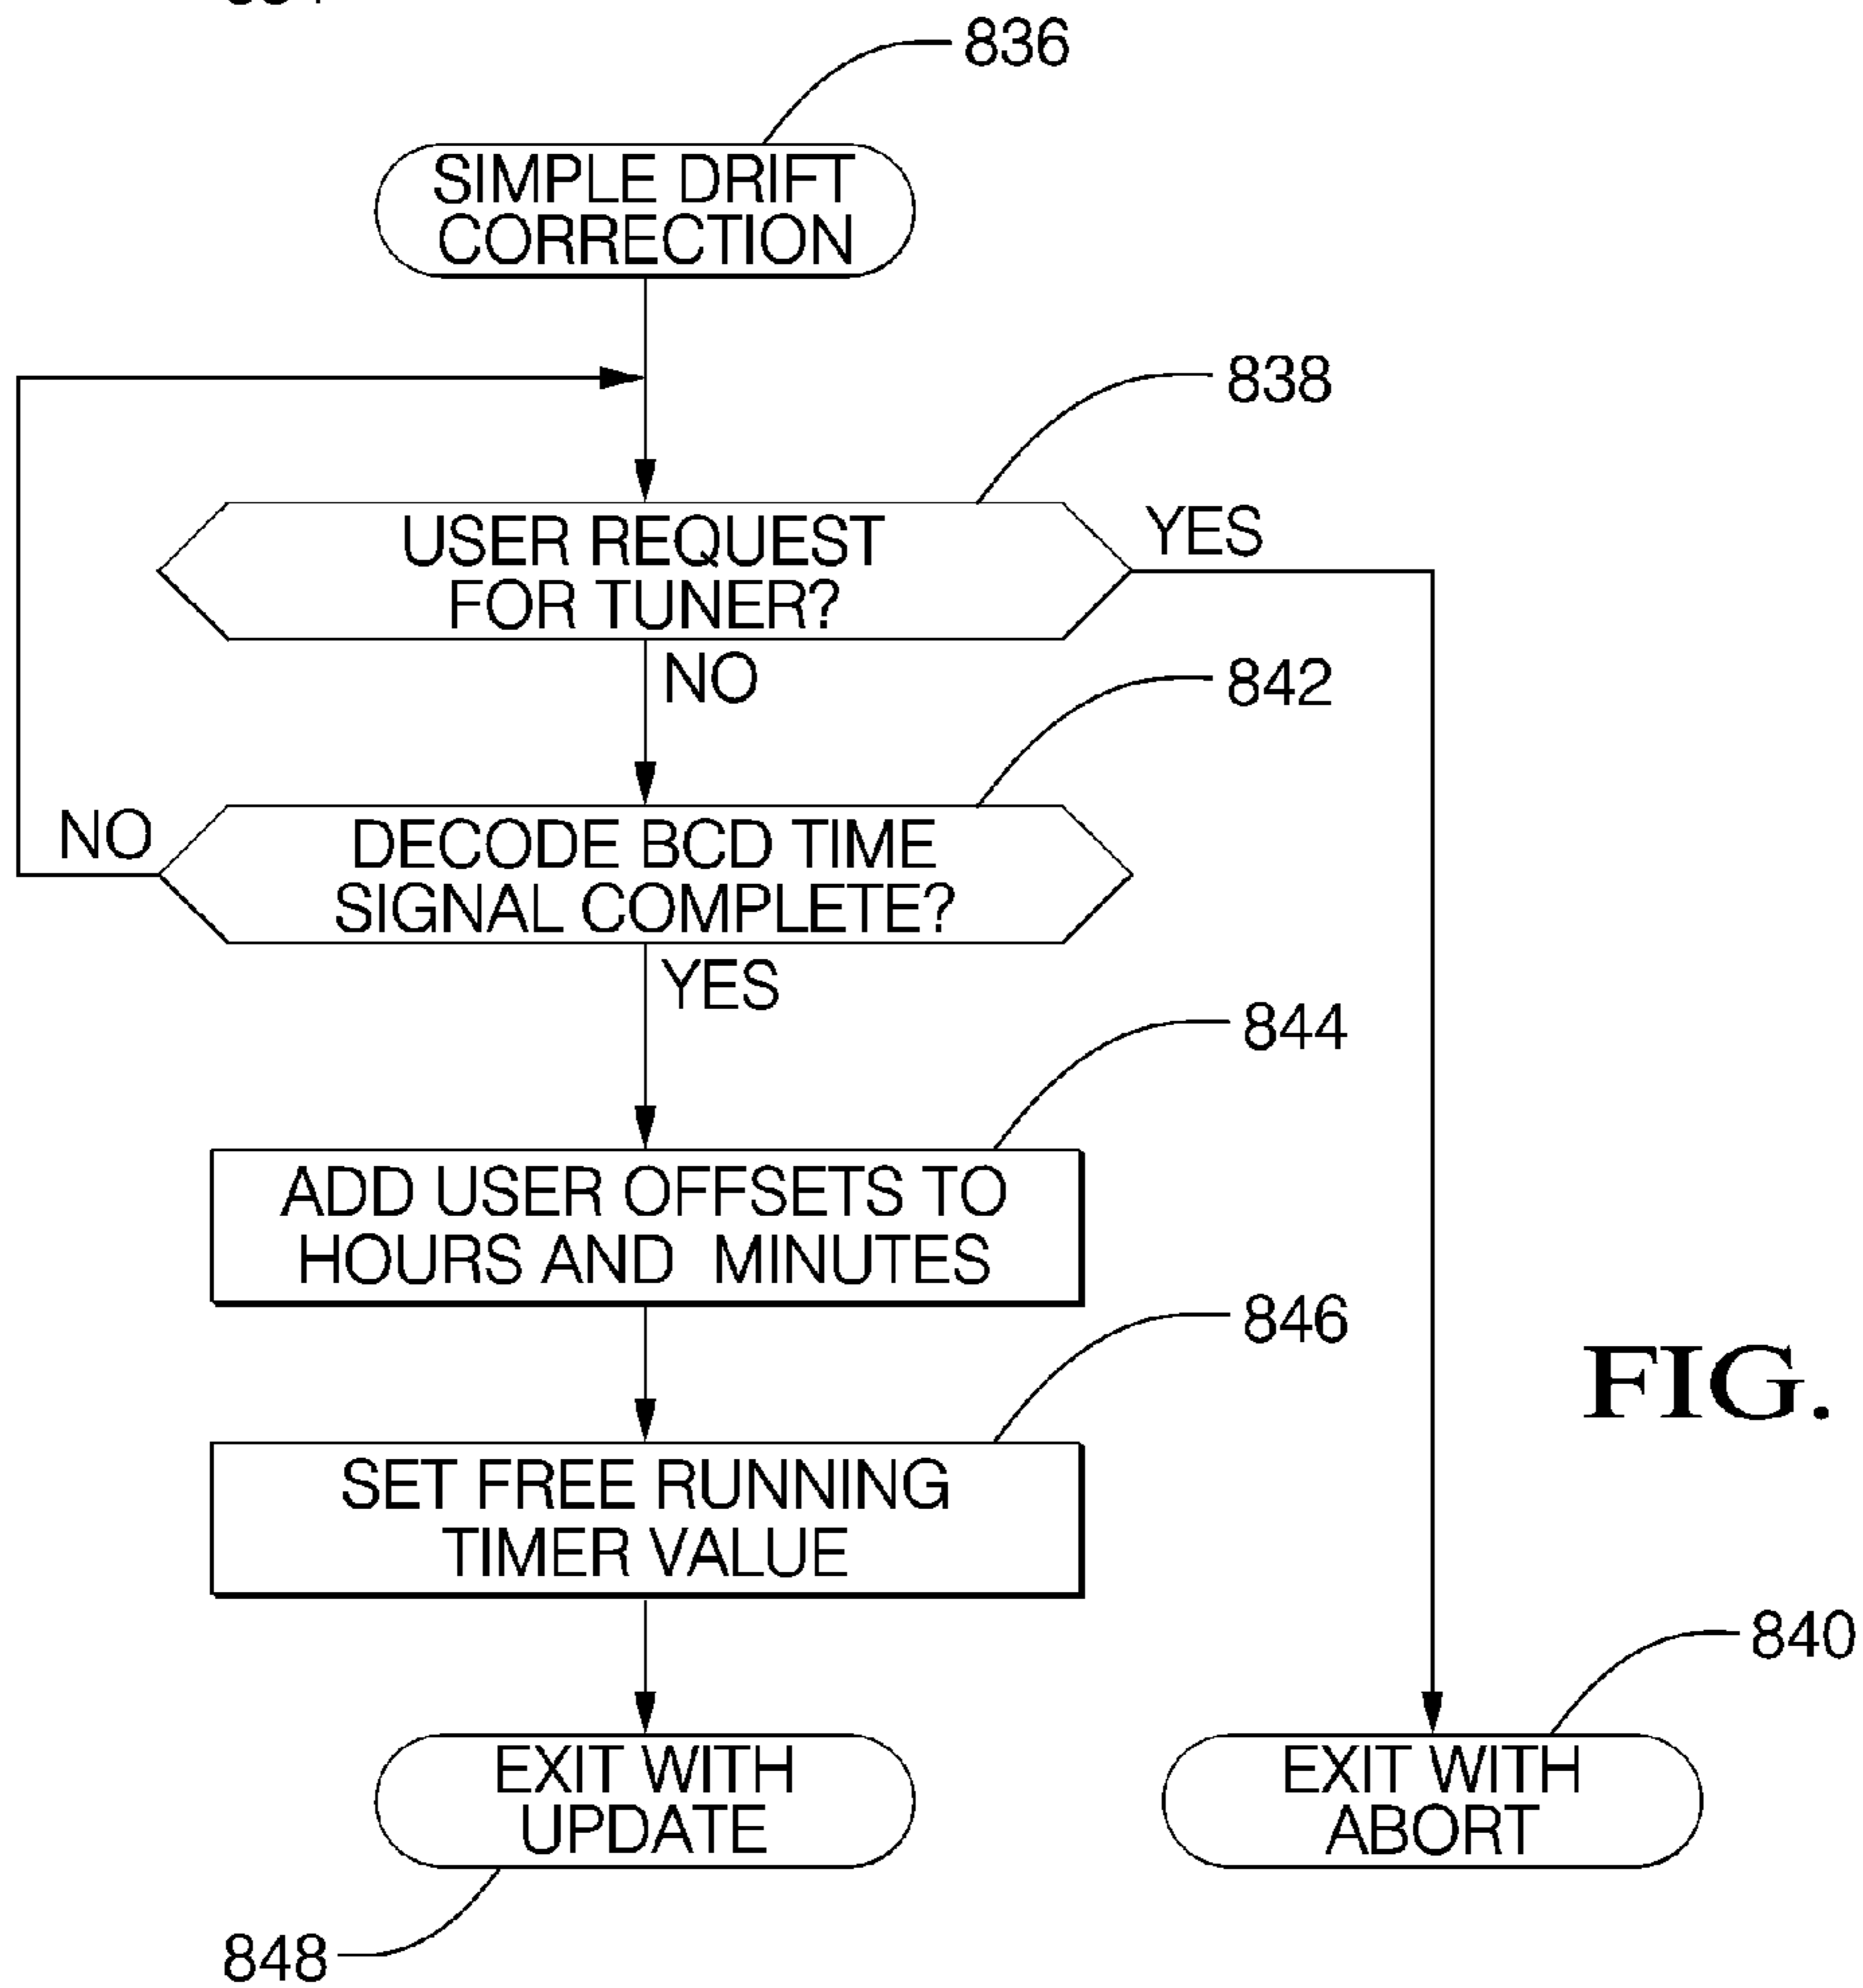 836
SIMPLE DRIFT
CORRECTION
838
USER REQUEST
FOR TUNER?
YES
NO
842
NO
DECODE BCD TIME
SIGNAL COMPLETE?
YES
844
ADD USER OFFSETS TO
HOURS AND MINUTES
846
SET FREE RUNNING
TIMER VALUE
FIG.
840
EXIT WITH
UPDATE
EXIT WITH
ABORT
848